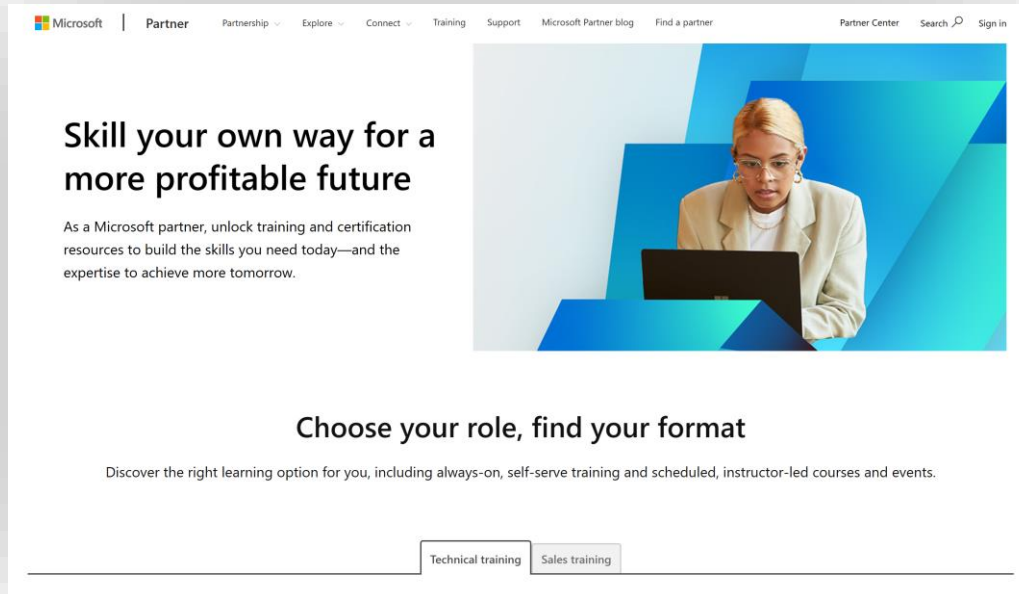 Microsoft Partner Partnership Explore Connect Training Support Microsoft Partner blog Find a partner Partner Center Search Sign in
Skill your own way for a
more profitable future
As a Microsoft partner, unlock training and certification
resources to build the skills you need today—and the
expertise to achieve more tomorrow.
Choose your role, find your format
Discover the right learning option for you, including always-on, self-serve training and scheduled, instructor-led courses and events.
Technical training Sales training